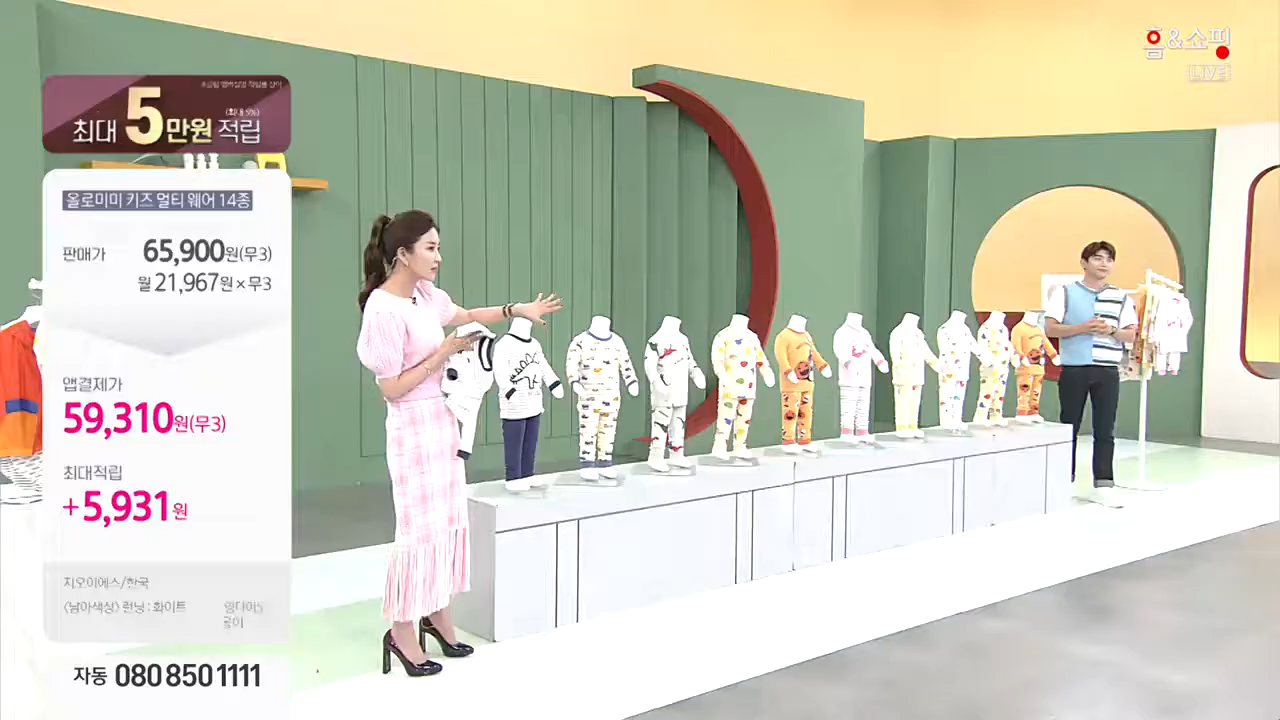 홈&쇼핑
LIVE
(최대 9%)
최대 5만원 적립
올로미미 키즈 멀티 웨어 14종
판매가 65,900원(무3)
월 21,967원×무3
앱결제가
59,310원(무3)
최대적립
+5,931원
지오이에스/한국
<남아색상> 런닝 : 화이트
자동 080 850 1111